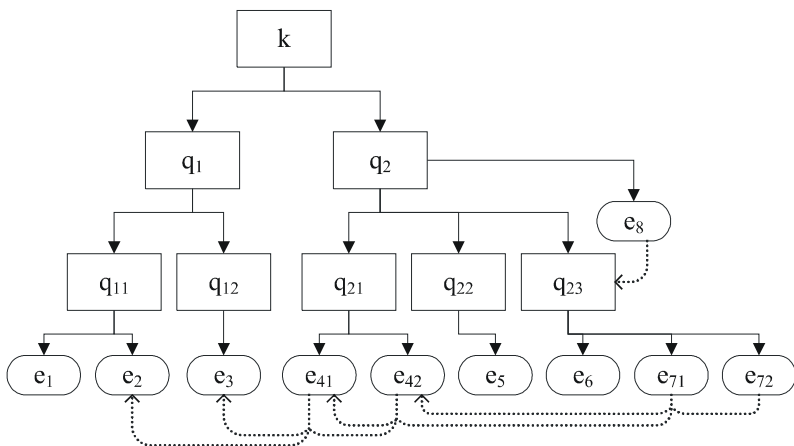 k
q₁ q₂
e₈
q₁₁ q₁₂ q₂₁ q₂₂ q₂₃
e₁ e₂ e₃ e₄₁ e₄₂ e₅ e₆ e₇₁ e₇₂